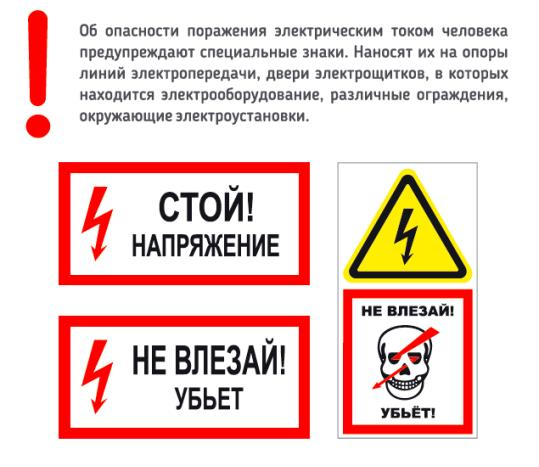 Об опасности поражения электрическим током человека
предупреждают специальные знаки. Наносят их на опоры
линий электропередачи, двери электрощитков, в которых
находится электрооборудование, различные ограждения,
окружающие электроустановки.
СТОЙ!
НАПРЯЖЕНИЕ
НЕ ВЛЕЗАЙ!
УБЬЕТ
НЕ ВЛЕЗАЙ!
УБЬЁТ!